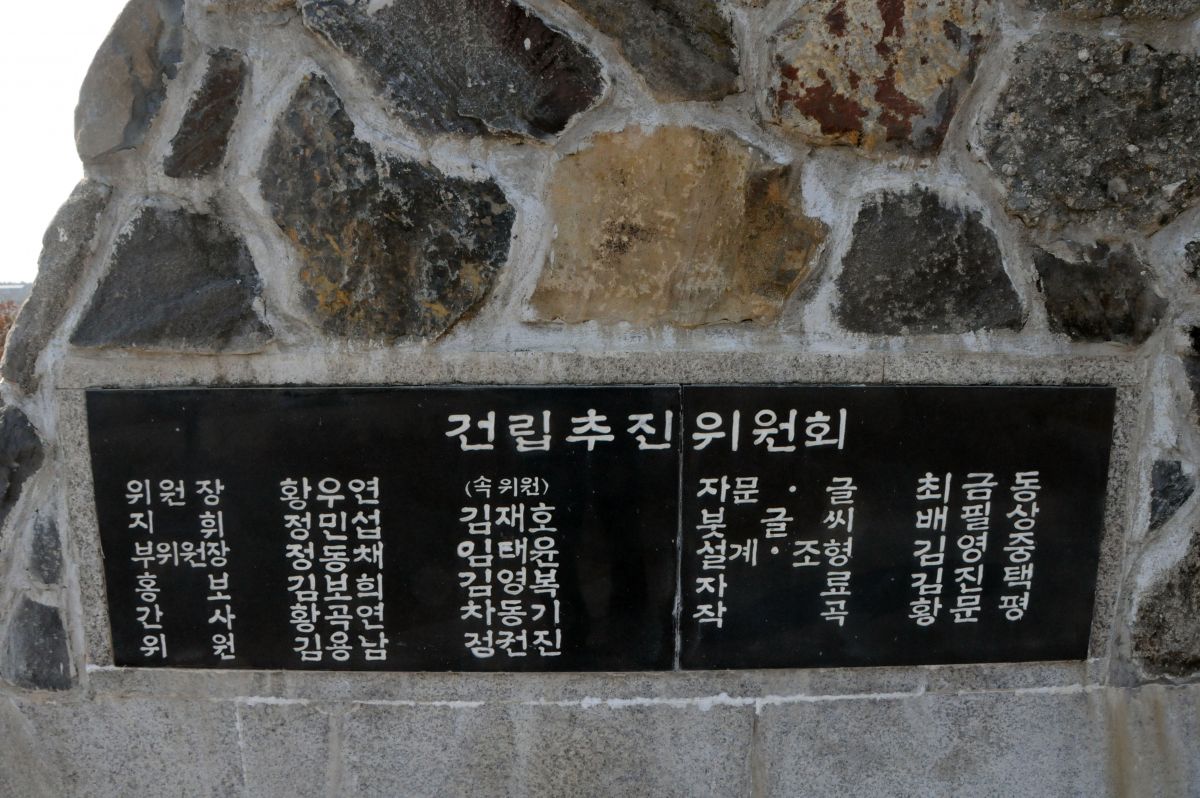 건립추진위원회
위원장 황우연 (속위원) 자문·글 최금동
지휘 정민섭 김재호 붓글씨 배필상
부위원장 정동채 임태윤 설계·조형 김영중
홍보 김보희 김영복 자료 김진택
간사 황곡연 차동기 작곡 황문평
위원 김용남 정컨진